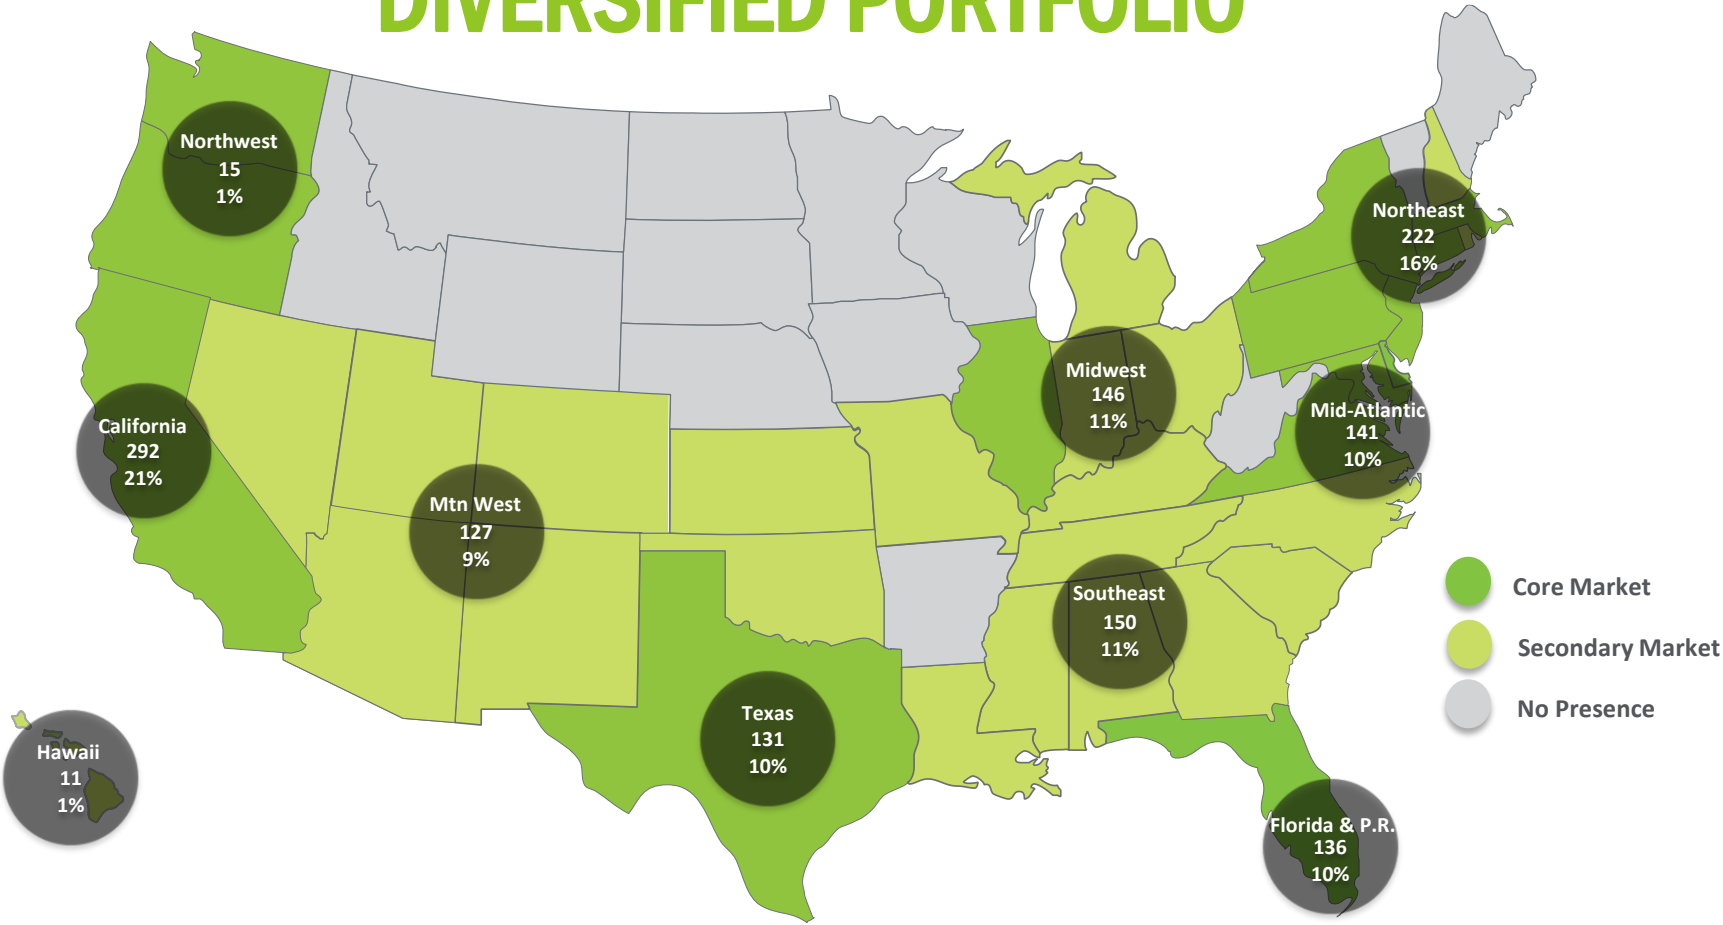 DIVERSIFIED PORTFOLIO
Northwest
15
1%
Northeast
222
16%
Midwest
146
11%
California
292
21%
Mid-Atlantic
141
10%
Mtn West
127
9%
Southeast
150
11%
Core Market
Secondary Market
No Presence
Texas
131
10%
Hawaii
11
1%
Florida & P.R.
136
10%